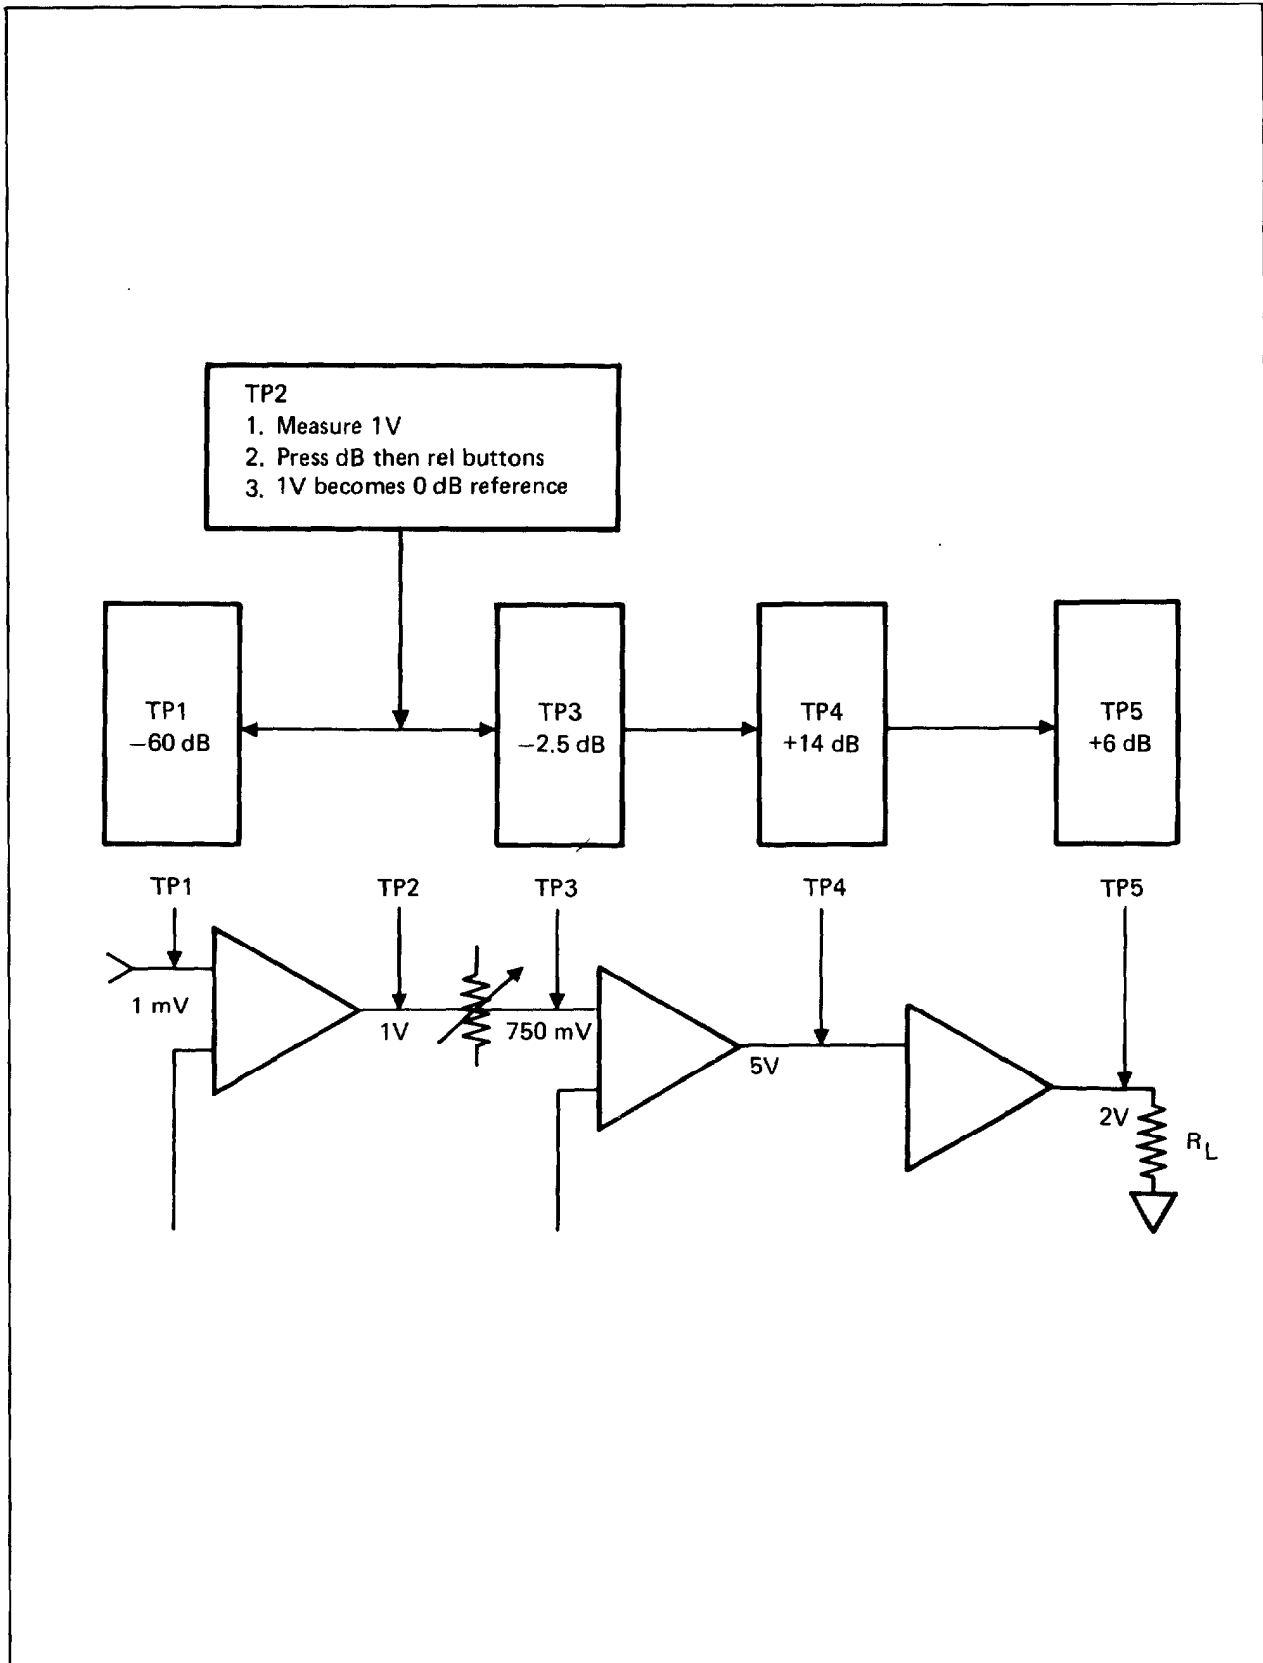 TP2
1. Measure 1V
2. Press dB then rel buttons
3. 1V becomes 0 dB reference
TP1
−60 dB
TP3
−2.5 dB
TP4
+14 dB
TP5
+6 dB
TP1
TP2
TP3
TP4
TP5
1 mV
1V
750 mV
5V
2V
RL